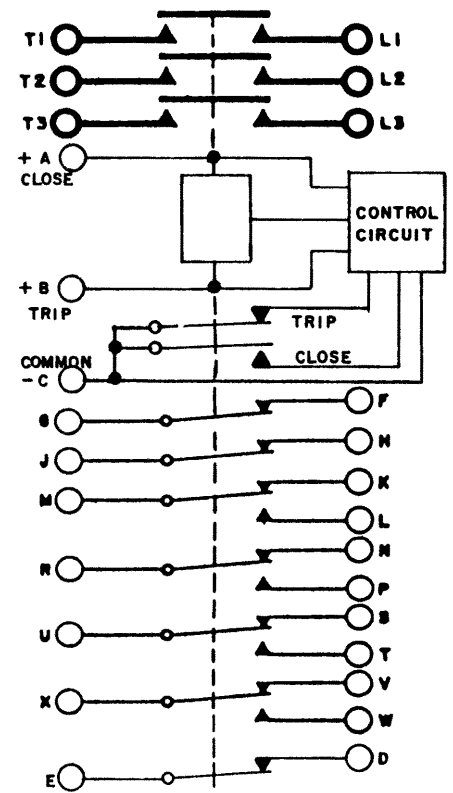 T1 L1
T2 L2
T3 L3
+ A
CLOSE
CONTROL
CIRCUIT
+ B
TRIP
TRIP
CLOSE
COMMON
- C
G F
J H
M K
L
R N
P
U S
T
X V
W
E D